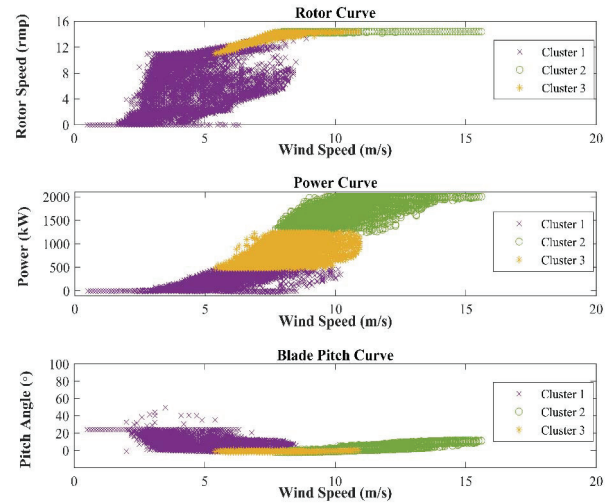 Rotor Curve
Rotor Speed (rmp)
16
12
8
4
0
Cluster 1
Cluster 2
Cluster 3
0 5 10 15 20
Wind Speed (m/s)
Power Curve
Power (kW)
2000
1500
1000
500
0
Cluster 1
Cluster 2
Cluster 3
0 5 10 15 20
Wind Speed (m/s)
Blade Pitch Curve
Pitch Angle (○)
100
80
60
40
20
0
Cluster 1
Cluster 2
Cluster 3
0 5 10 15 20
Wind Speed (m/s)